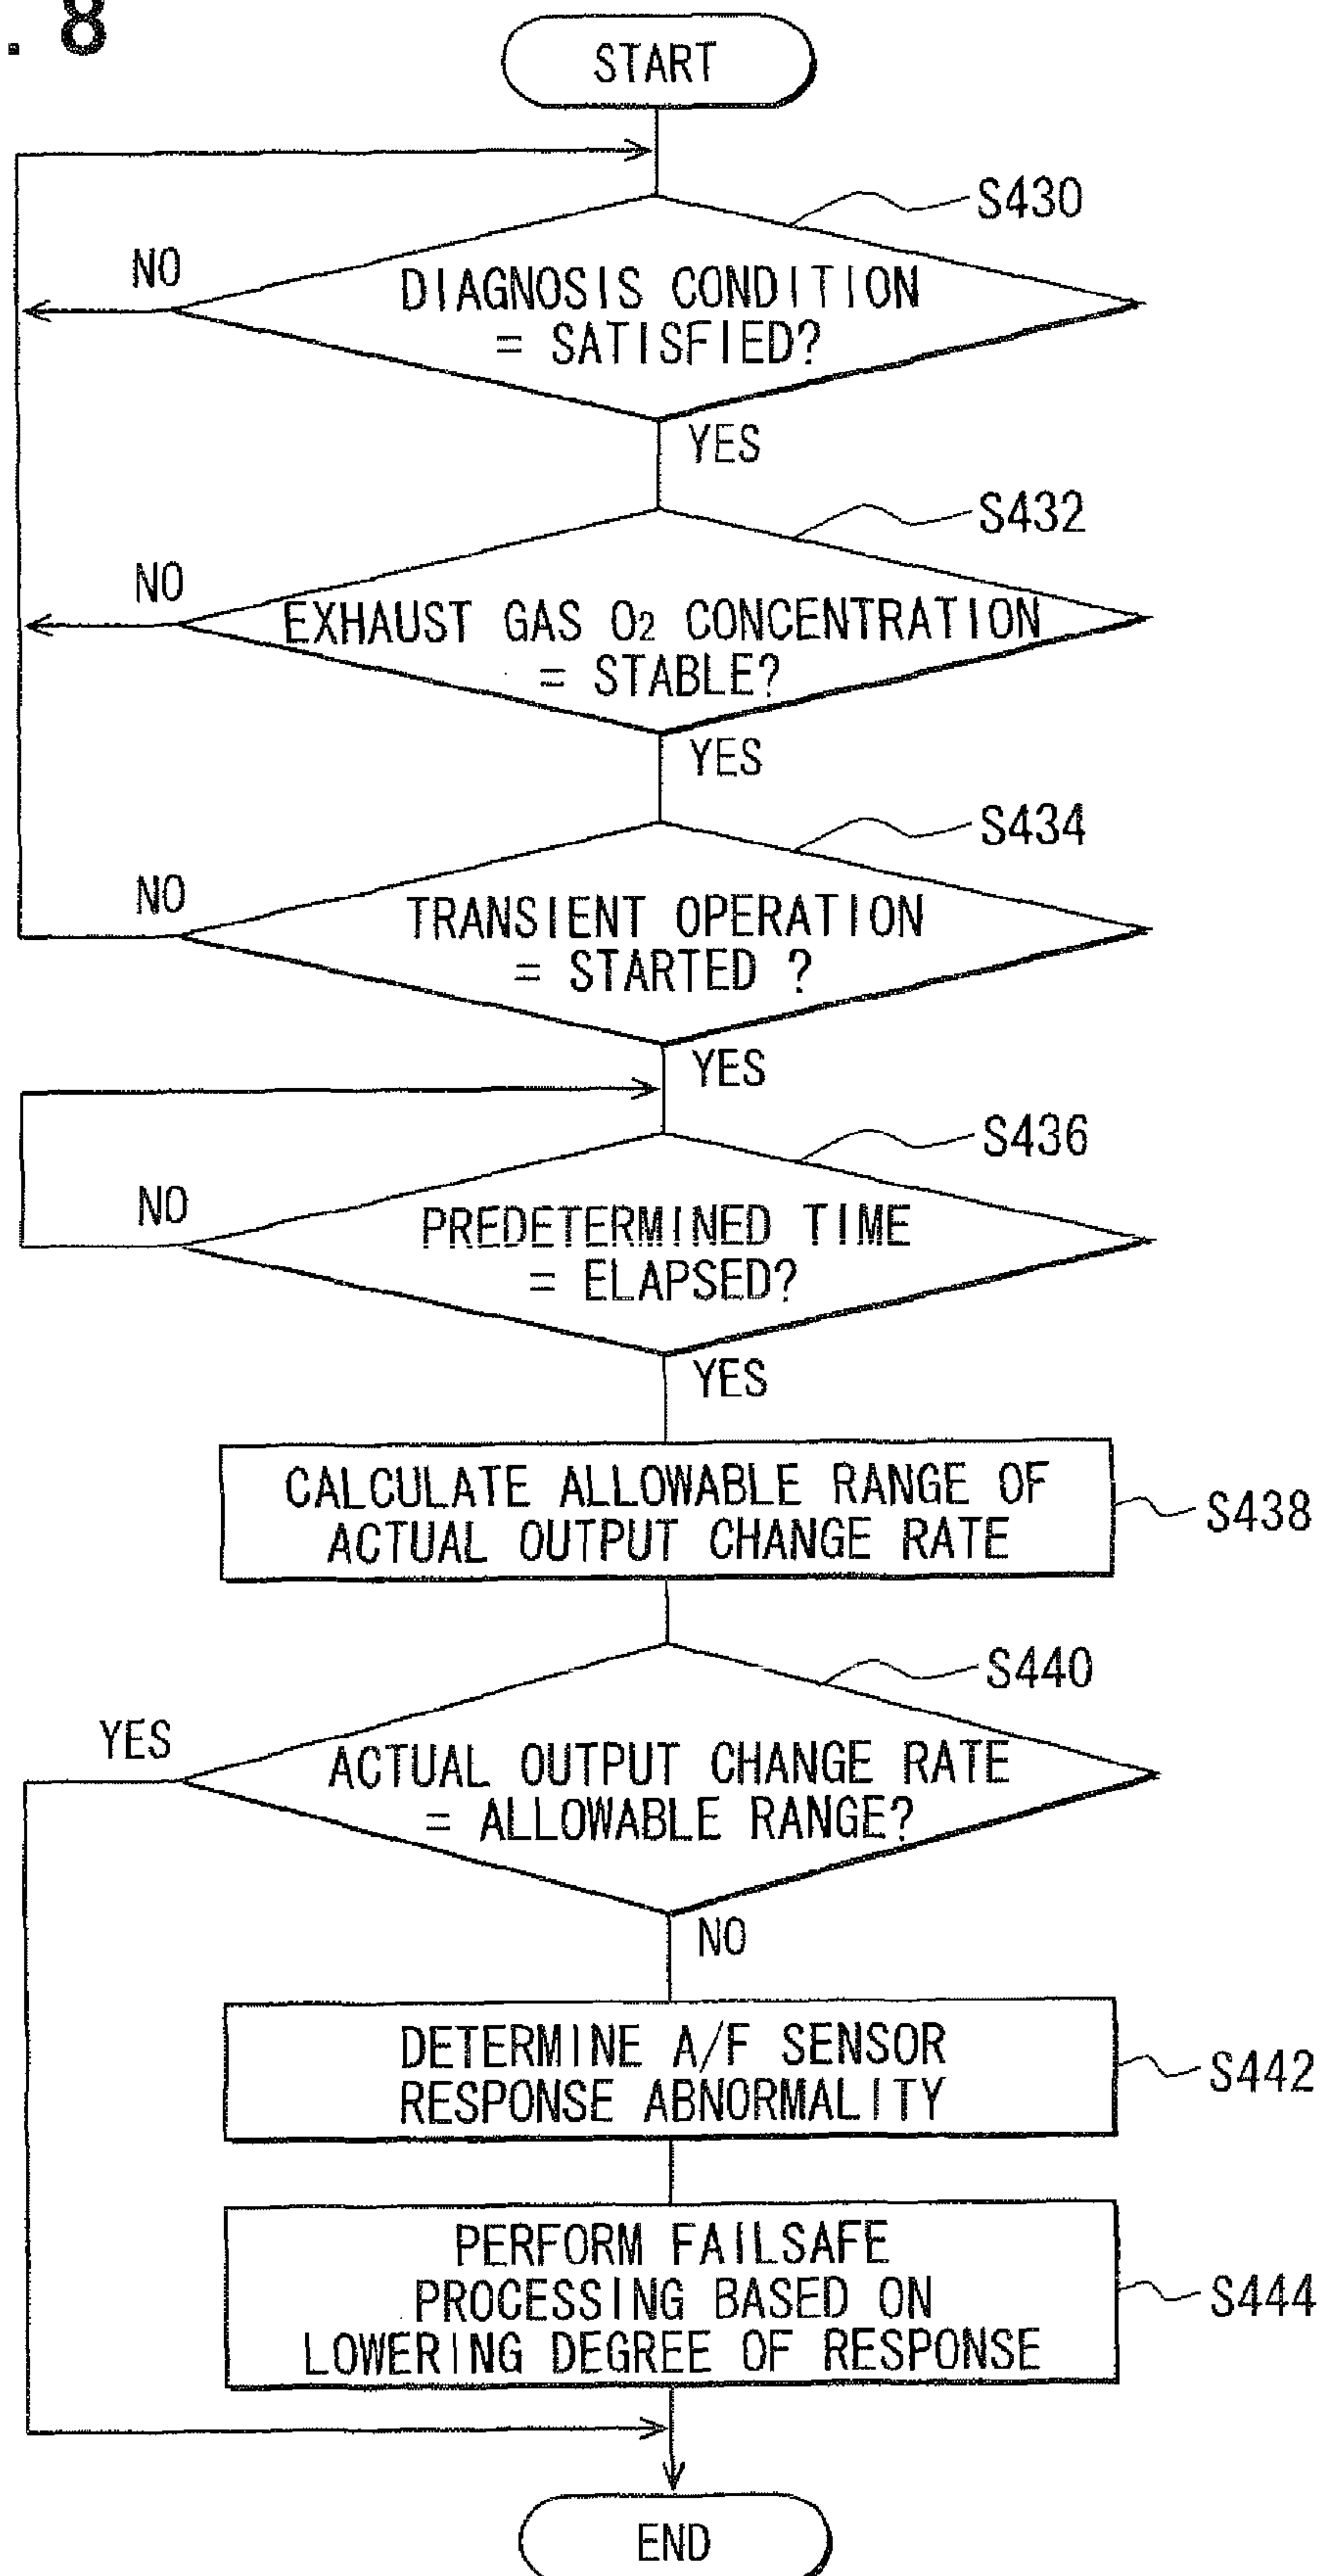 . 8
START
S430
NO
DIAGNOSIS CONDITION
= SATISFIED?
YES
S432
NO
EXHAUST GAS O2 CONCENTRATION
= STABLE?
YES
S434
NO
TRANSIENT OPERATION
= STARTED ?
YES
S436
NO
PREDETERMINED TIME
= ELAPSED?
YES
CALCULATE ALLOWABLE RANGE OF
ACTUAL OUTPUT CHANGE RATE
S438
S440
YES
ACTUAL OUTPUT CHANGE RATE
= ALLOWABLE RANGE?
NO
DETERMINE A/F SENSOR
RESPONSE ABNORMALITY
S442
PERFORM FAILSAFE
PROCESSING BASED ON
LOWERING DEGREE OF RESPONSE
S444
END